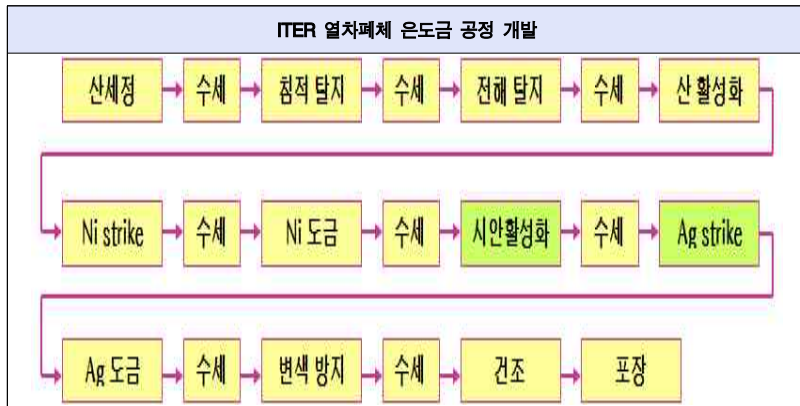 ITER 열차폐체 은도금 공정 개발
산세정 수세 침적 탈지 수세 전해 탈지 수세 산 활성화
Ni strike 수세 Ni 도금 수세 시안활성화 수세 Ag strike
Ag 도금 수세 변색 방지 수세 건조 포장